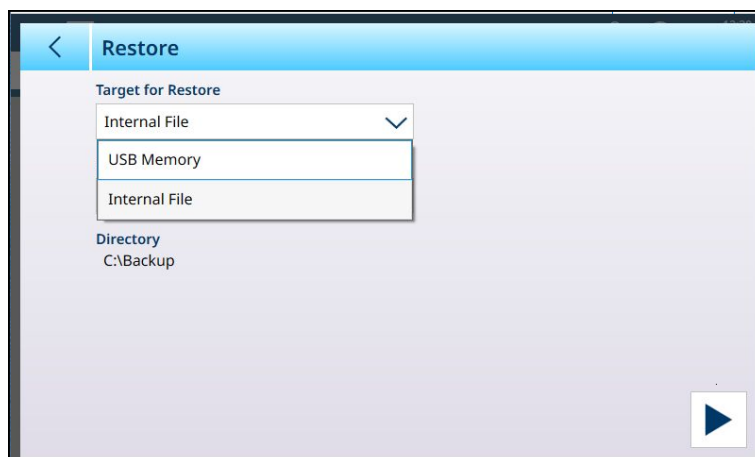 Restore
Target for Restore
Internal File
USB Memory
Internal File
Directory
C:\Backup